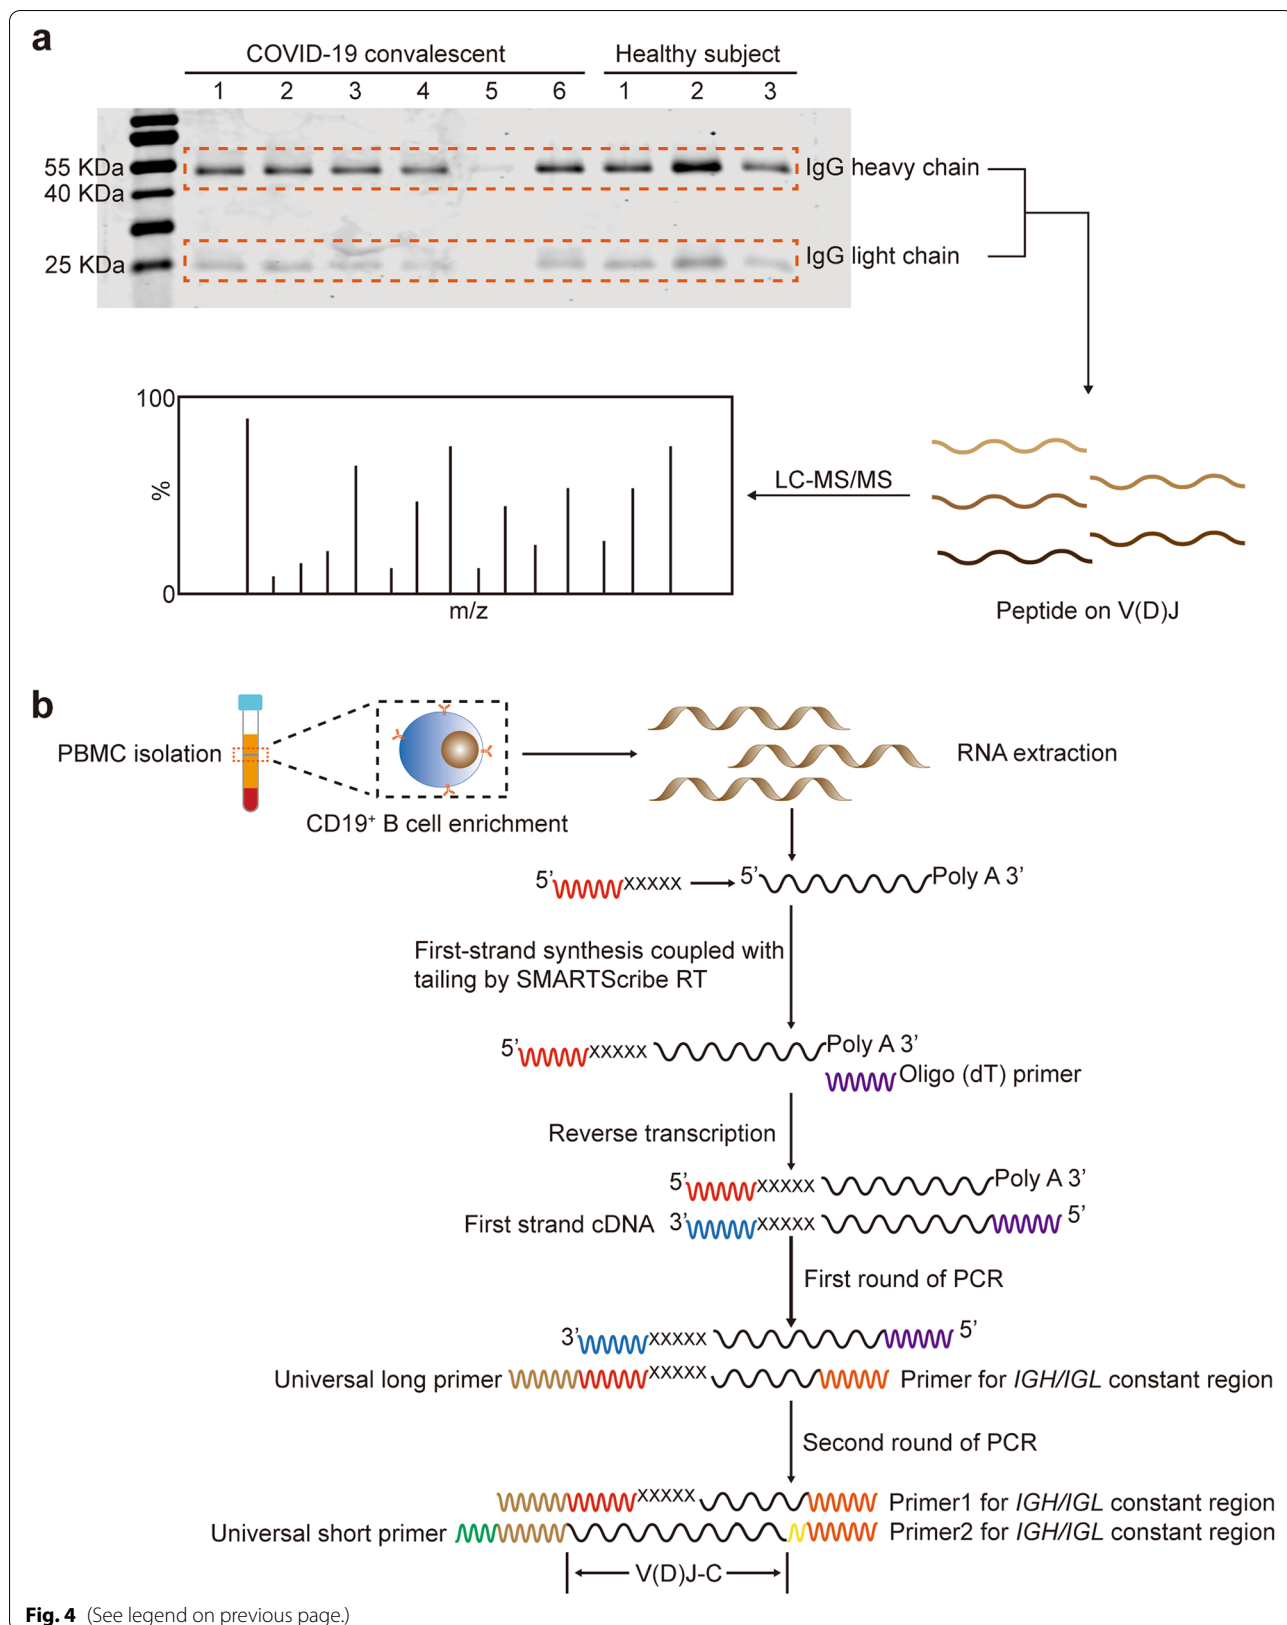 a
COVID-19 convalescent
Healthy subject
1 2 3 4 5 6 1 2 3
55 KDa
IgG heavy chain
40 KDa
25 KDa
IgG light chain
100
%
0
m/z
LC-MS/MS
Peptide on V(D)J
b
PBMC isolation
CD19⁺ B cell enrichment
RNA extraction
5’ xxxxx 5’ Poly A 3’
First-strand synthesis coupled with
tailing by SMARTScribe RT
5’ xxxxx Poly A 3’
Oligo (dT) primer
Reverse transcription
5’ xxxxx Poly A 3’
First strand cDNA 3’ xxxxx 5’
First round of PCR
3’ xxxxx 5’
Universal long primer xxxxx Primer for IGH/IGL constant region
Second round of PCR
xxxxx Primer1 for IGH/IGL constant region
Universal short primer Primer2 for IGH/IGL constant region
V(D)J-C
Fig. 4 (See legend on previous page.)